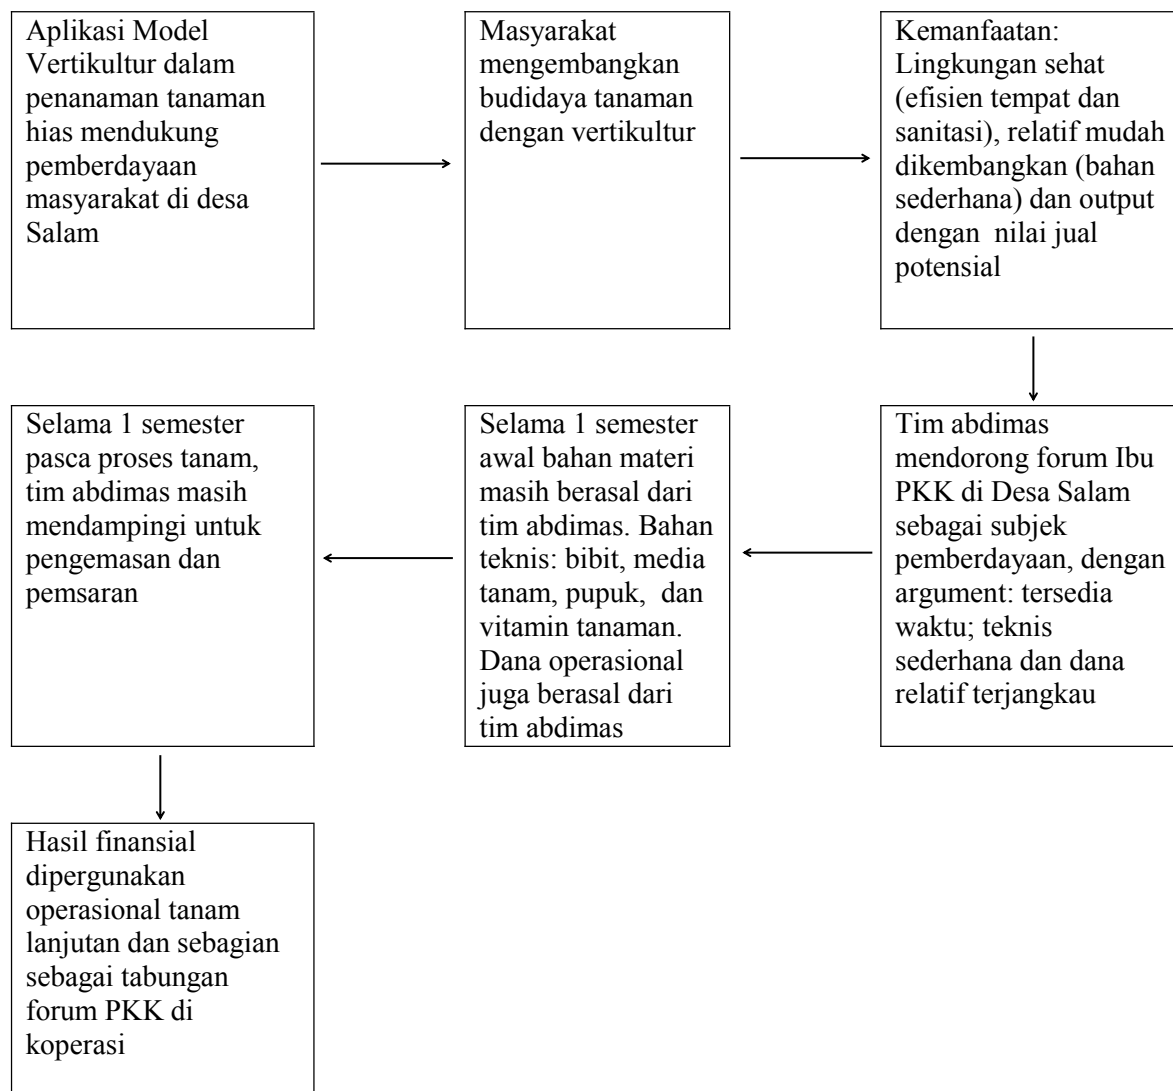 Aplikasi Model
Vertikultur dalam
penanaman tanaman
hias mendukung
pemberdayaan
masyarakat di desa
Salam
Masyarakat
mengembangkan
budidaya tanaman
dengan vertikultur
Kemanfaatan:
Lingkungan sehat
(efisien tempat dan
sanitasi), relatif mudah
dikembangkan (bahan
sederhana) dan output
dengan nilai jual
potensial
Tim abdimas
mendorong forum Ibu
PKK di Desa Salam
sebagai subjek
pemberdayaan, dengan
argument: tersedia
waktu; teknis
sederhana dan dana
relatif terjangkau
Selama 1 semester
awal bahan materi
masih berasal dari
tim abdimas. Bahan
teknis: bibit, media
tanam, pupuk, dan
vitamin tanaman.
Dana operasional
juga berasal dari
tim abdimas
Selama 1 semester
pasca proses tanam,
tim abdimas masih
mendampingi untuk
pengemasan dan
pemsaran
Hasil finansial
dipergunakan
operasional tanam
lanjutan dan sebagian
sebagai tabungan
forum PKK di
koperasi